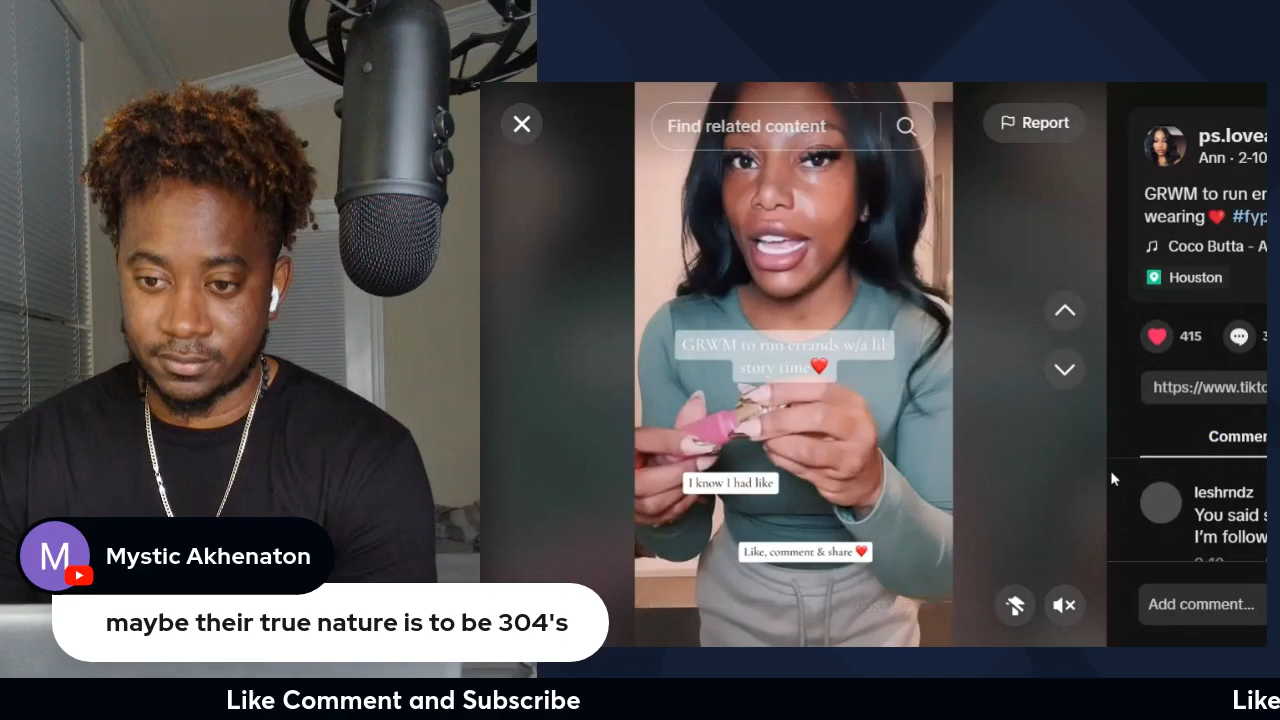 Find related content
Report
ps.lovea
Ann · 2-10
GRWM to run er
wearing❤️ #fyp
Coco Butta - A
Houston
415
3
https://www.tikto
Commen
GRWM to run errands w/a lil
story time❤️
I know I had like
Like, comment & share ❤️
leshrndz
You said s
I'm follow
Add comment...
M
Mystic Akhenaton
maybe their true nature is to be 304's
Like Comment and Subscribe
Like